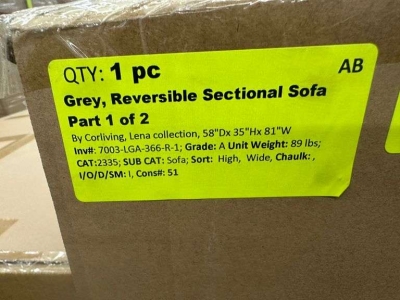 QTY: 1 pc AB
Grey, Reversible Sectional Sofa
Part 1 of 2
By Corliving, Lena collection, 58"Dx 35"Hx 81"W
Inv#: 7003-LGA-366-R-1; Grade: A Unit Weight: 89 lbs;
CAT:2335; SUB CAT: Sofa; Sort: High, Wide, Chaulk: ,
I/O/D/SM: I, Cons#: 51